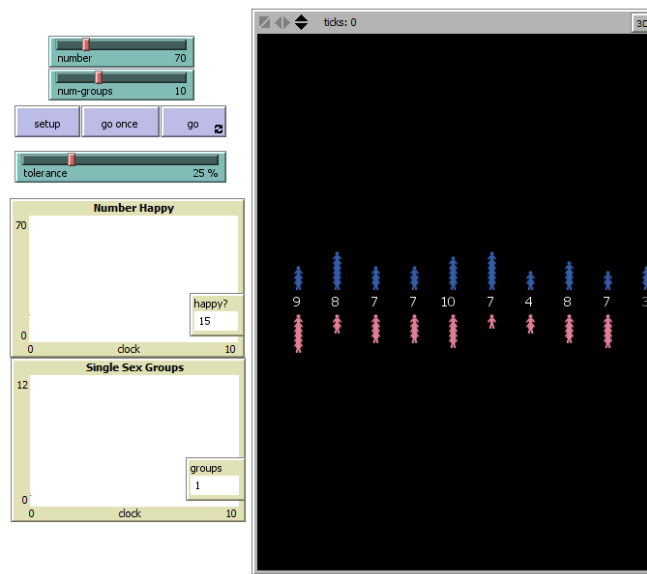 ticks: 0
3D
number 70
num-groups 10
setup go once go
tolerance 25 %
Number Happy
70
happy?
15
0
0 clock 10
9 8 7 7 10 7 4 8 7 3
Single Sex Groups
12
groups
1
0
0 clock 10